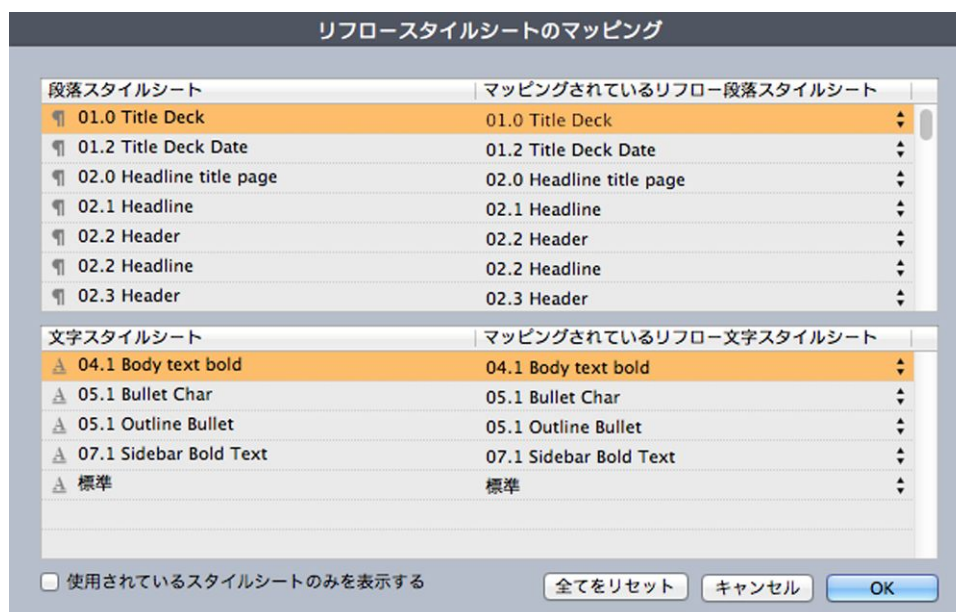 リフロースタイルシートのマッピング
段落スタイルシート マッピングされているリフロー段落スタイルシート
¶ 01.0 Title Deck 01.0 Title Deck
¶ 01.2 Title Deck Date 01.2 Title Deck Date
¶ 02.0 Headline title page 02.0 Headline title page
¶ 02.1 Headline 02.1 Headline
¶ 02.2 Header 02.2 Header
¶ 02.2 Headline 02.2 Headline
¶ 02.3 Header 02.3 Header
文字スタイルシート マッピングされているリフロー文字スタイルシート
A 04.1 Body text bold 04.1 Body text bold
A 05.1 Bullet Char 05.1 Bullet Char
A 05.1 Outline Bullet 05.1 Outline Bullet
A 07.1 Sidebar Bold Text 07.1 Sidebar Bold Text
A 標準 標準
使用されているスタイルシートのみを表示する 全てをリセット キャンセル OK